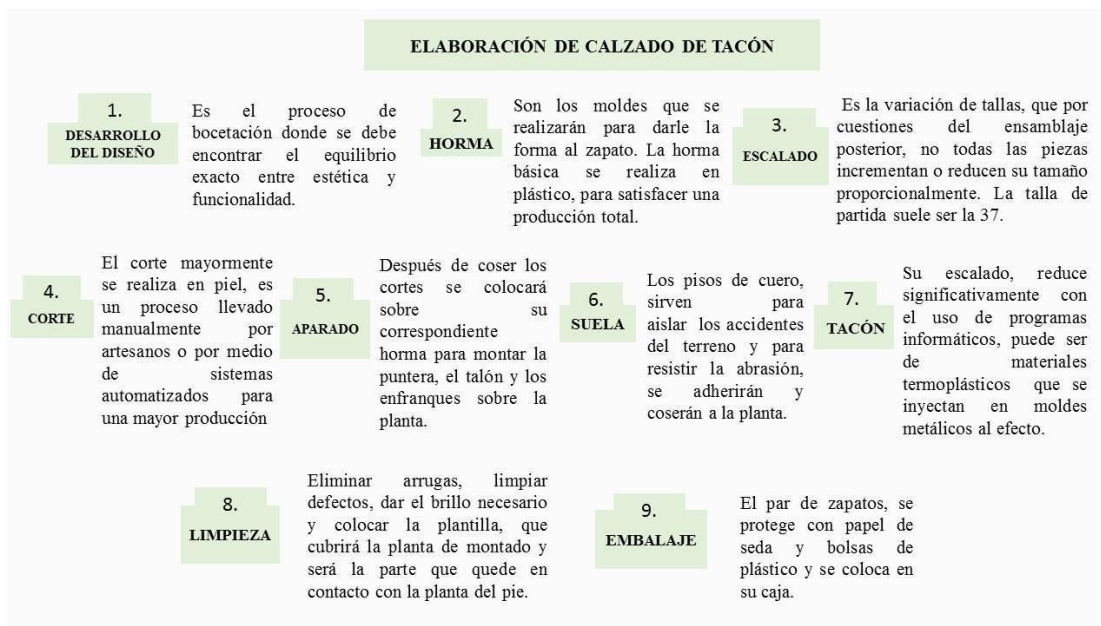 ELABORACIÓN DE CALZADO DE TACÓN
1.
DESARROLLO
DEL DISEÑO
Es el proceso de
bocetación donde se debe
encontrar el equilibrio
exacto entre estética y
funcionalidad.
2.
HORMA
Son los moldes que se
realizarán para darle la
forma al zapato. La horma
básica se realiza en
plástico, para satisfacer una
producción total.
3.
ESCALADO
Es la variación de tallas, que por
cuestiones del ensamblaje
posterior, no todas las piezas
incrementan o reducen su tamaño
proporcionalmente. La talla de
partida suele ser la 37.
4.
CORTE
El corte mayormente
se realiza en piel, es
un proceso llevado
manualmente por
artesanos o por medio
de sistemas
automatizados para
una mayor producción
5.
APARADO
Después de coser los
cortes se colocará
sobre su
correspondiente
horma para montar la
puntera, el talón y los
enfranques sobre la
planta.
6.
SUELA
Los pisos de cuero,
sirven para
aislar los accidentes
del terreno y para
resistir la abrasión,
se adherirán y
coserán a la planta.
7.
TACÓN
Su escalado, reduce
significativamente con
el uso de programas
informáticos, puede ser
de materiales
termoplásticos que se
inyectan en moldes
metálicos al efecto.
8.
LIMPIEZA
Eliminar arrugas, limpiar
defectos, dar el brillo necesario
y colocar la plantilla, que
cubrirá la planta de montado y
será la parte que quede en
contacto con la planta del pie.
9.
EMBALAJE
El par de zapatos, se
protege con papel de
seda y bolsas de
plástico y se coloca en
su caja.